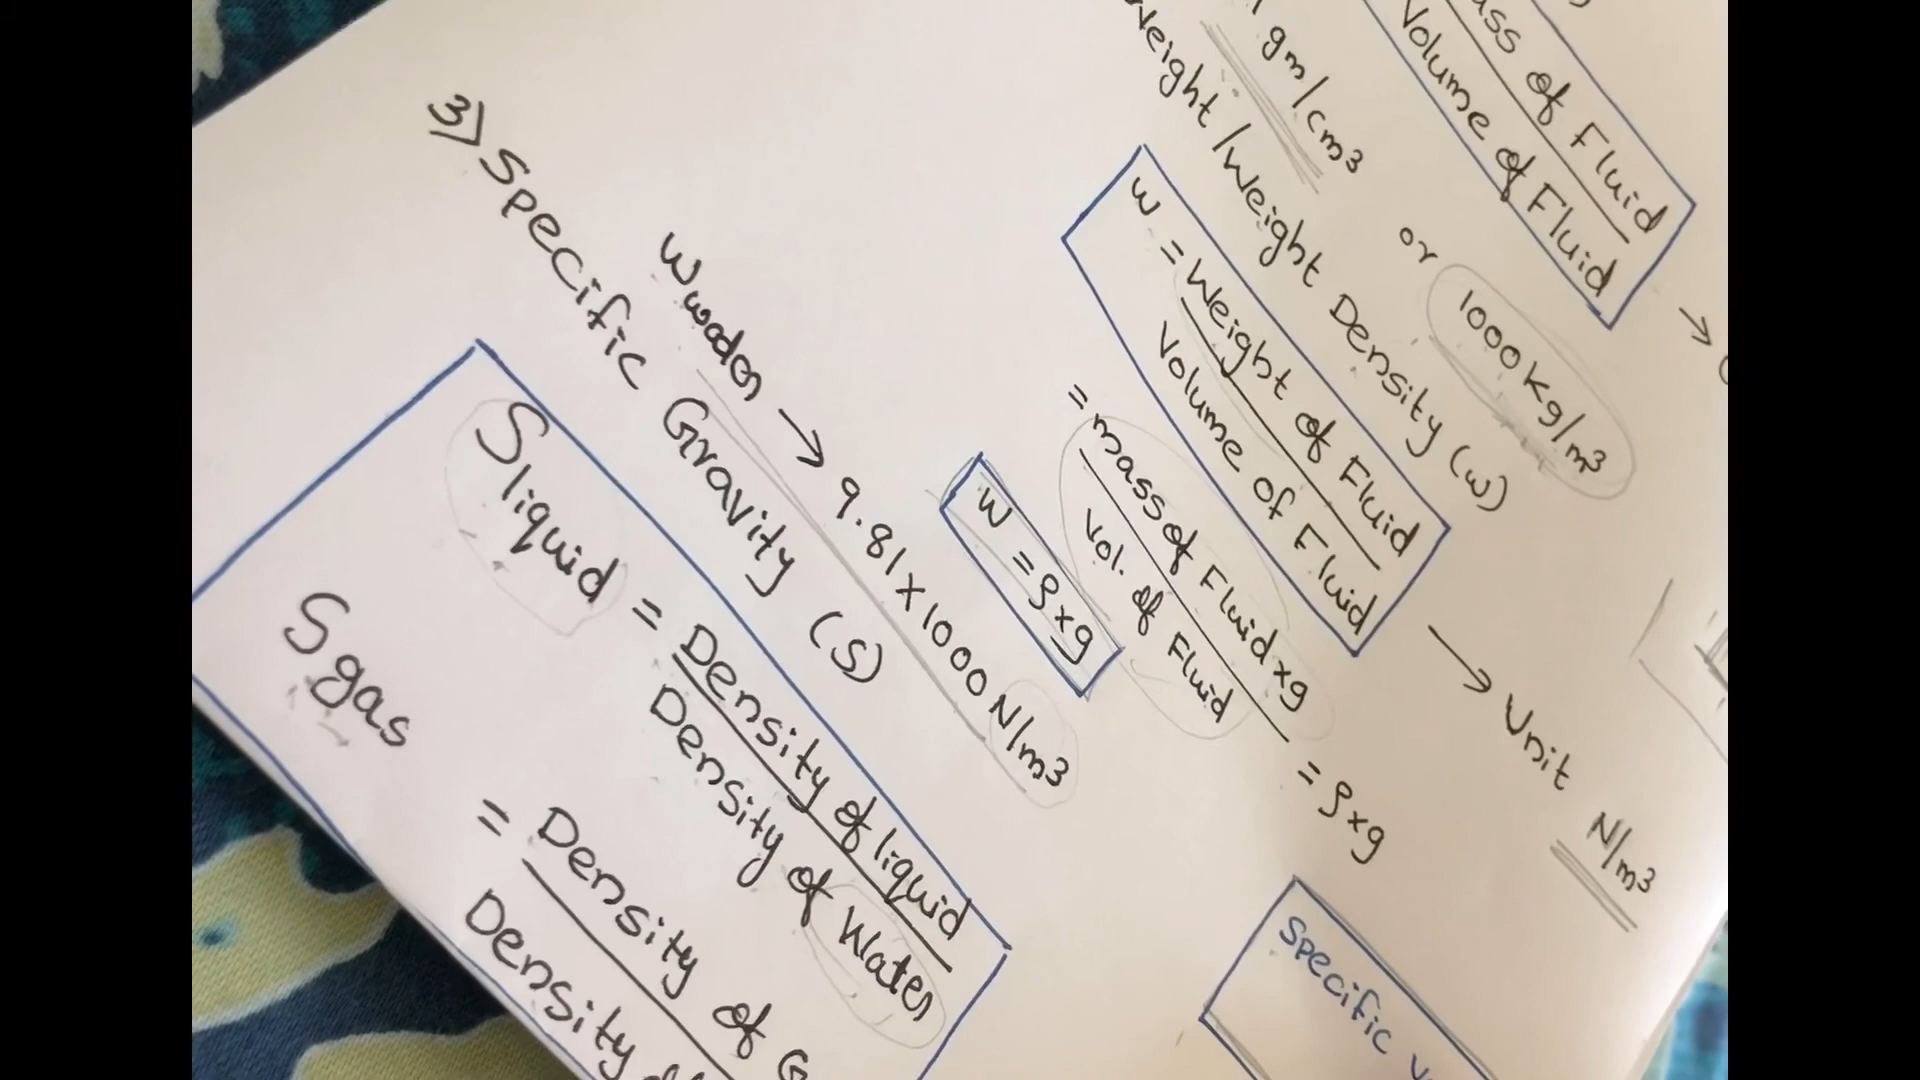 ass of Fluid
Volume of Fluid
gm/cm3 or 1000 kg/m3
Weight/Weight Density (w)
w = Weight of Fluid
Volume of Fluid
→ Unit N/m3
= mass of Fluid x g
Vol. of Fluid
= ρ x g
w = ρ x g
Wwater → 9.81 x 1000 N/m3
3) Specific Gravity (S)
Sliquid = Density of liquid
Density of Water
Sgas = Density of G
Density
Specific